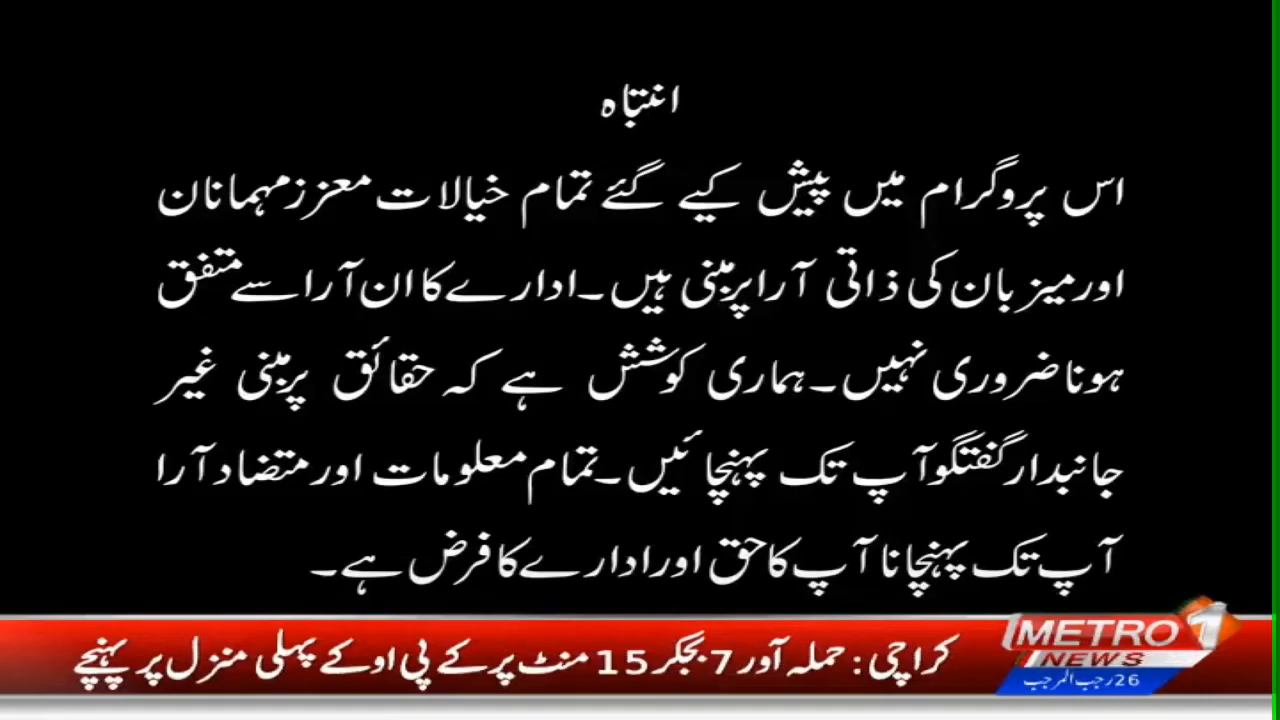 انتباہ
اس پروگرام میں پیش کیے گئے تمام خیالات معزز مہمانان
اور میزبان کی ذاتی آرا پر مبنی ہیں۔ ادارے کا ان آرا سے متفق
ہونا ضروری نہیں۔ ہماری کوشش ہے کہ حقائق پر مبنی غیر
جانبدار گفتگو آپ تک پہنچائیں۔ تمام معلومات اور متضاد آرا
آپ تک پہنچانا آپ کا حق اور ادارے کا فرض ہے۔
کراچی: حملہ آور 7 بجکر 15 منٹ پر کے پی او کے پہلی منزل پر پہنچے
METRO 1
NEWS
26 رجب المرجب